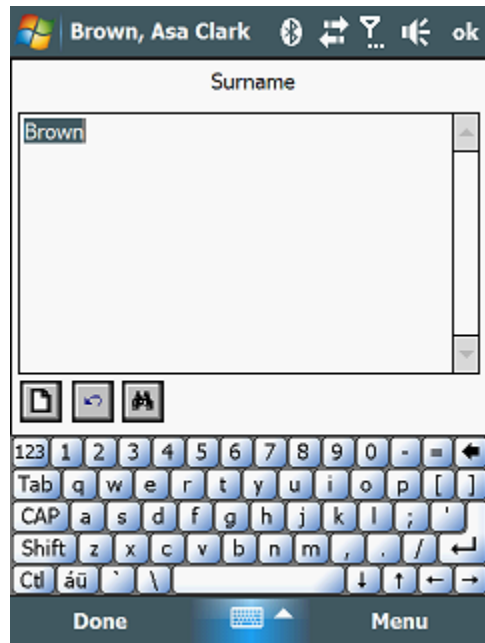 Brown, Asa Clark ok
Surname
Brown
123 1 2 3 4 5 6 7 8 9 0 - = 
Tab q w e r t y u i o p [ ]
CAP a s d f g h j k l ; '
Shift z x c v b n m , . /
Ctl áü ` \ ↓ ↑ ← →
Done Menu